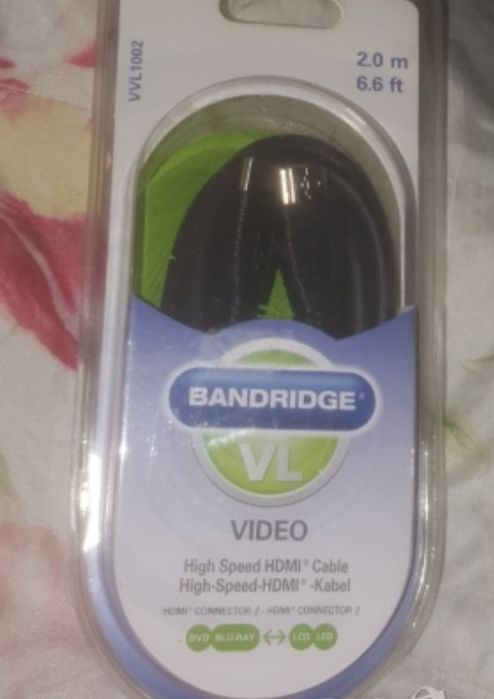 VVL1002
2.0 m
6.6 ft
BANDRIDGE®
VL
VIDEO
High Speed HDMI® Cable
High-Speed-HDMI® -Kabel
HDMI® CONNECTOR ♂ - HDMI® CONNECTOR ♂
DVD BLU-RAY ↔ LCD LED